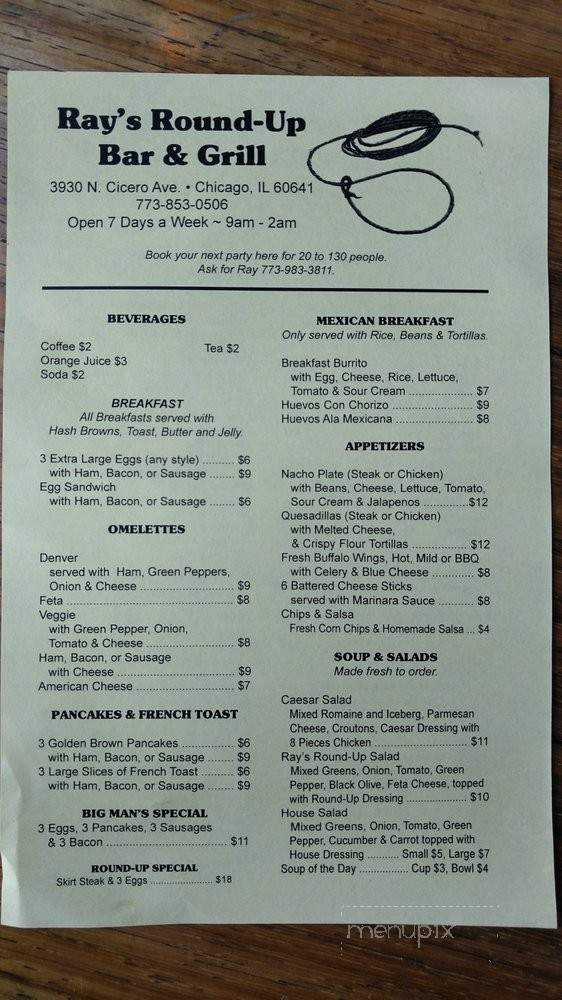 Ray's Round-Up
Bar & Grill
3930 N. Cicero Ave. • Chicago, IL 60641
773-853-0506
Open 7 Days a Week ~ 9am - 2am
Book your next party here for 20 to 130 people.
Ask for Ray 773-983-3811.
BEVERAGES
Coffee $2 Tea $2
Orange Juice $3
Soda $2
BREAKFAST
All Breakfasts served with
Hash Browns, Toast, Butter and Jelly.
3 Extra Large Eggs (any style) .......... $6
with Ham, Bacon, or Sausage ........ $9
Egg Sandwich
with Ham, Bacon, or Sausage ........ $6
OMELETTES
Denver
served with Ham, Green Peppers,
Onion & Cheese ............................. $9
Feta .................................................. $8
Veggie
with Green Pepper, Onion,
Tomato & Cheese ........................... $8
Ham, Bacon, or Sausage
with Cheese .................................... $9
American Cheese .............................. $7
PANCAKES & FRENCH TOAST
3 Golden Brown Pancakes ................ $6
with Ham, Bacon, or Sausage ........ $9
3 Large Slices of French Toast .......... $6
with Ham, Bacon, or Sausage ........ $9
BIG MAN'S SPECIAL
3 Eggs, 3 Pancakes, 3 Sausages
& 3 Bacon ..................................... $11
ROUND-UP SPECIAL
Skirt Steak & 3 Eggs ...................... $18
MEXICAN BREAKFAST
Only served with Rice, Beans & Tortillas.
Breakfast Burrito
with Egg, Cheese, Rice, Lettuce,
Tomato & Sour Cream .................... $7
Huevos Con Chorizo ......................... $9
Huevos Ala Mexicana ........................ $8
APPETIZERS
Nacho Plate (Steak or Chicken)
with Beans, Cheese, Lettuce, Tomato,
Sour Cream & Jalapenos ..............$12
Quesadillas (Steak or Chicken)
with Melted Cheese,
& Crispy Flour Tortillas ................. $12
Fresh Buffalo Wings, Hot, Mild or BBQ
with Celery & Blue Cheese ............. $8
6 Battered Cheese Sticks
served with Marinara Sauce ........... $8
Chips & Salsa
Fresh Corn Chips & Homemade Salsa ... $4
SOUP & SALADS
Made fresh to order.
Caesar Salad
Mixed Romaine and Iceberg, Parmesan
Cheese, Croutons, Caesar Dressing with
8 Pieces Chicken ............................... $11
Ray's Round-Up Salad
Mixed Greens, Onion, Tomato, Green
Pepper, Black Olive, Feta Cheese, topped
with Round-Up Dressing .................... $10
House Salad
Mixed Greens, Onion, Tomato, Green
Pepper, Cucumber & Carrot topped with
House Dressing ........... Small $5, Large $7
Soup of the Day ................. Cup $3, Bowl $4
menupix